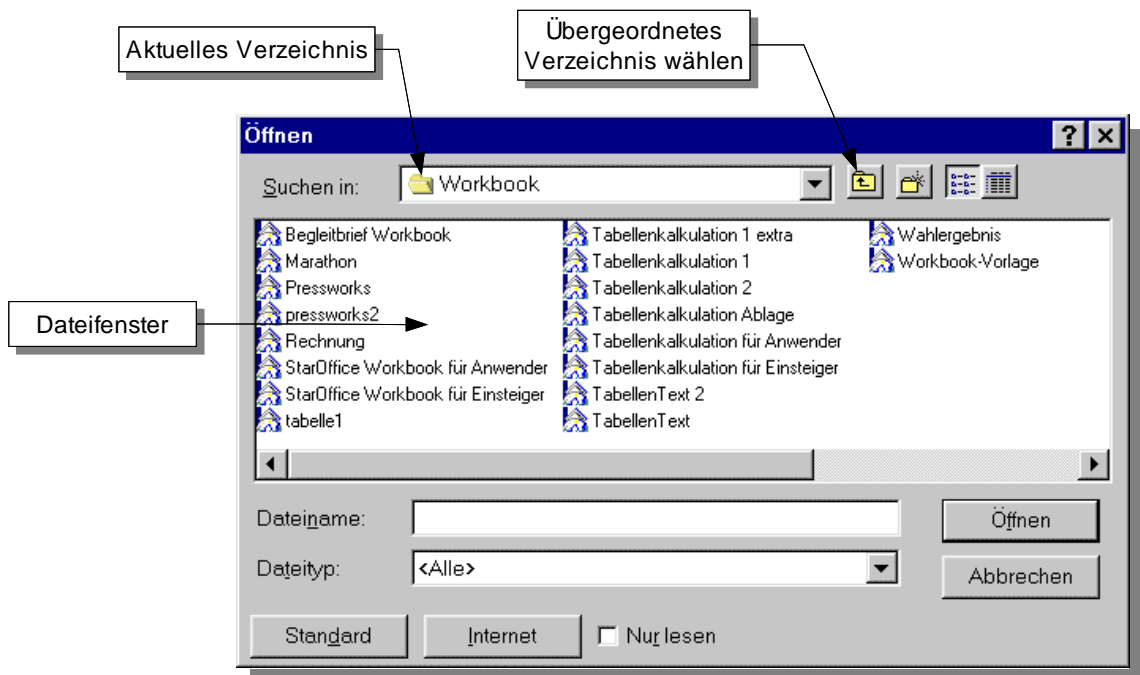 Aktuelles Verzeichnis
Übergeordnetes
Verzeichnis wählen
Öffnen
Suchen in:
Workbook
Begleitbrief Workbook
Marathon
Pressworks
pressworks2
Rechnung
StarOffice Workbook für Anwender
StarOffice Workbook für Einsteiger
tabelle1
Tabellenkalkulation 1 extra
Tabellenkalkulation 1
Tabellenkalkulation 2
Tabellenkalkulation Ablage
Tabellenkalkulation für Anwender
Tabellenkalkulation für Einsteiger
TabellenText 2
TabellenText
Wahlergebnis
Workbook-Vorlage
Dateifenster
Dateiname:
Öffnen
Dateityp:
<Alle>
Abbrechen
Standard
Internet
Nur lesen